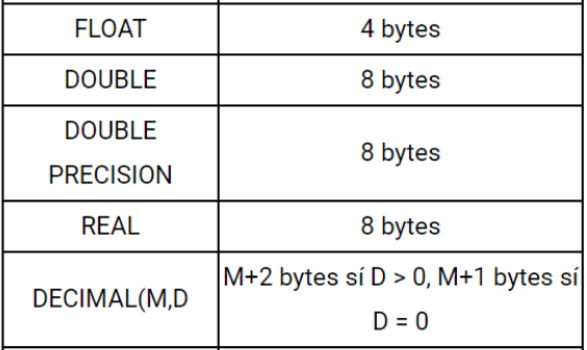 FLOAT
4 bytes
DOUBLE
8 bytes
DOUBLE
PRECISION
8 bytes
REAL
8 bytes
DECIMAL(M,D
M+2 bytes sí D > 0, M+1 bytes sí
D = 0